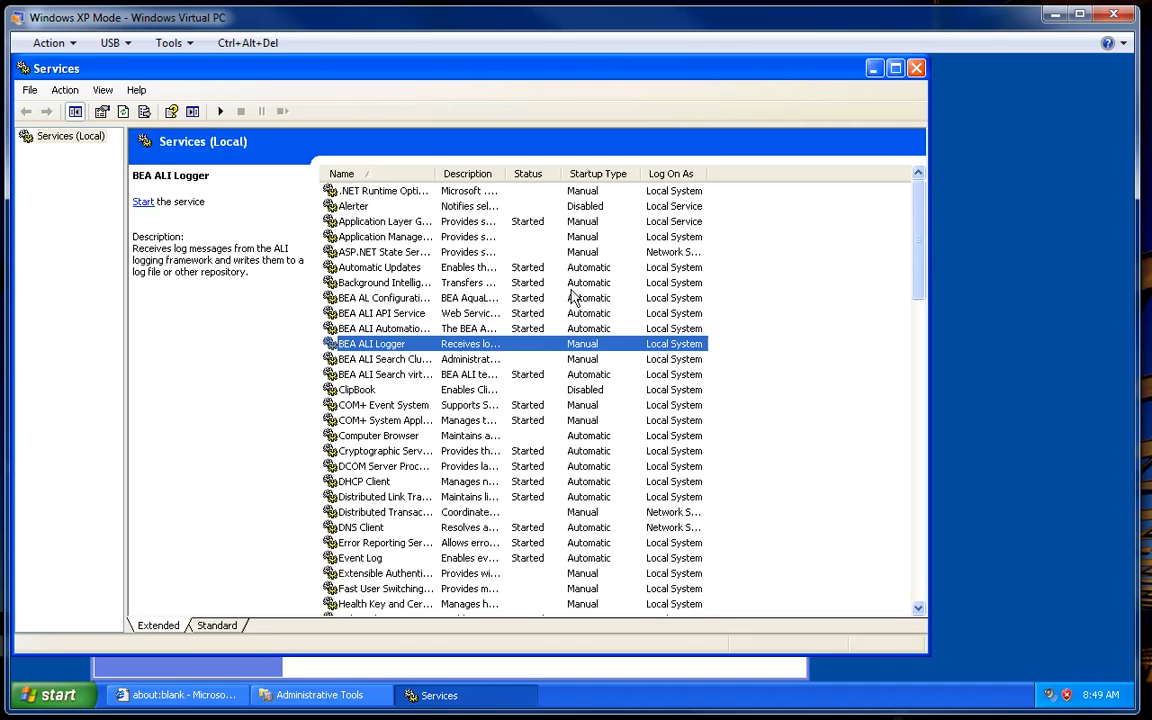 Windows XP Mode - Windows Virtual PC
Action USB Tools Ctrl+Alt+Del
Services
File Action View Help
Services (Local)
Services (Local)
BEA ALI Logger
Start the service
Description:
Receives log messages from the ALI
logging framework and writes them to a
log file or other repository.
Name Description Status Startup Type Log On As
.NET Runtime Opti... Microsoft .... Manual Local System
Alerter Notifies sel... Disabled Local Service
Application Layer G... Provides s... Started Manual Local Service
Application Manage... Provides s... Manual Local System
ASP.NET State Ser... Provides s... Manual Network S...
Automatic Updates Enables th... Started Automatic Local System
Background Intellig... Transfers ... Started Automatic Local System
BEA AL Configurati... BEA AquaL... Started Automatic Local System
BEA ALI API Service Web Servic... Started Automatic Local System
BEA ALI Automatio... The BEA A... Started Automatic Local System
BEA ALI Logger Receives lo... Manual Local System
BEA ALI Search Clu... Administrat... Manual Local System
BEA ALI Search virt... BEA ALI te... Started Automatic Local System
ClipBook Enables Cli... Disabled Local System
COM+ Event System Supports S... Started Manual Local System
COM+ System Appl... Manages t... Started Manual Local System
Computer Browser Maintains a... Automatic Local System
Cryptographic Serv... Provides th... Started Automatic Local System
DCOM Server Proc... Provides la... Started Automatic Local System
DHCP Client Manages n... Started Automatic Local System
Distributed Link Tra... Maintains li... Started Automatic Local System
Distributed Transac... Coordinate... Manual Network S...
DNS Client Resolves a... Started Automatic Network S...
Error Reporting Ser... Allows erro... Started Automatic Local System
Event Log Enables ev... Started Automatic Local System
Extensible Authenti... Provides wi... Manual Local System
Fast User Switching... Provides m... Manual Local System
Health Key and Cer... Manages h... Manual Local System
Extended Standard
start about:blank - Microso... Administrative Tools Services 8:49 AM